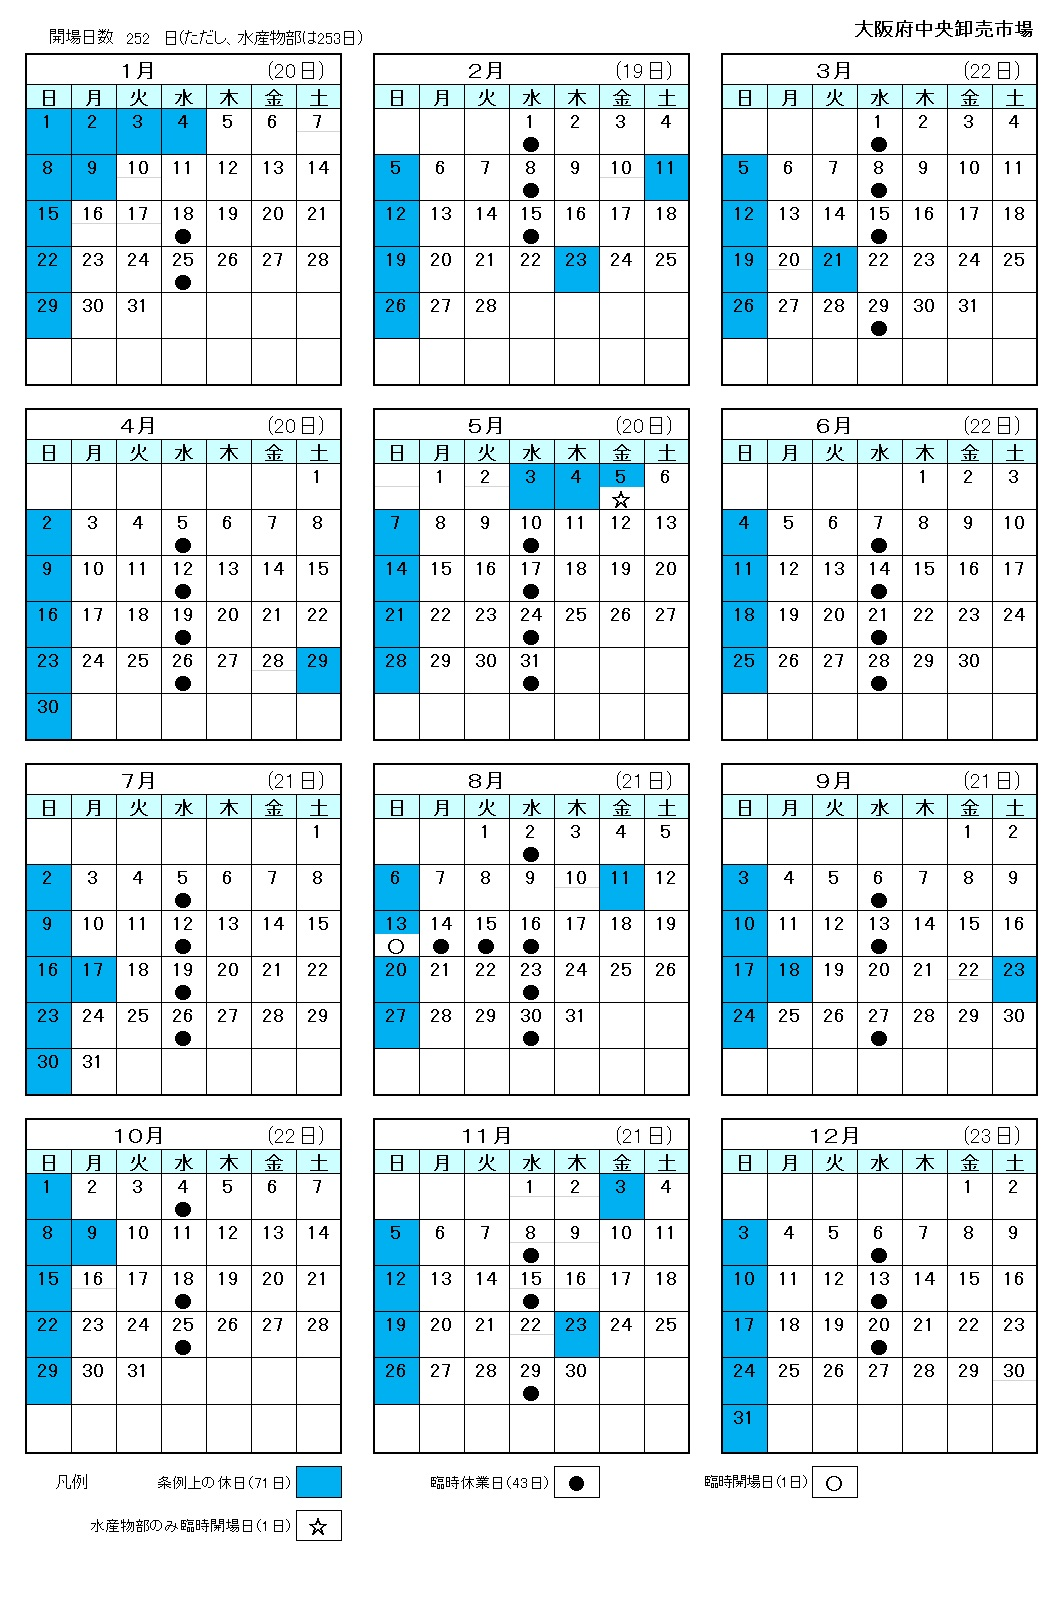 大阪府中央卸売市場
開場日数 252 日(ただし、水産物部は253日)
1月 (20日)
日 月 火 水 木 金 土
1 2 3 4 5 6 7
8 9 10 11 12 13 14
15 16 17 18 19 20 21
●
22 23 24 25 26 27 28
●
29 30 31
2月 (19日)
日 月 火 水 木 金 土
1 2 3 4
●
5 6 7 8 9 10 11
●
12 13 14 15 16 17 18
●
19 20 21 22 23 24 25
26 27 28
3月 (22日)
日 月 火 水 木 金 土
1 2 3 4
●
5 6 7 8 9 10 11
●
12 13 14 15 16 17 18
●
19 20 21 22 23 24 25
26 27 28 29 30 31
●
4月 (20日)
日 月 火 水 木 金 土
1
2 3 4 5 6 7 8
●
9 10 11 12 13 14 15
●
16 17 18 19 20 21 22
●
23 24 25 26 27 28 29
●
30
5月 (20日)
日 月 火 水 木 金 土
1 2 3 4 5 6
☆
7 8 9 10 11 12 13
●
14 15 16 17 18 19 20
●
21 22 23 24 25 26 27
●
28 29 30 31
●
6月 (22日)
日 月 火 水 木 金 土
1 2 3
4 5 6 7 8 9 10
●
11 12 13 14 15 16 17
●
18 19 20 21 22 23 24
●
25 26 27 28 29 30
●
7月 (21日)
日 月 火 水 木 金 土
1
2 3 4 5 6 7 8
●
9 10 11 12 13 14 15
●
16 17 18 19 20 21 22
●
23 24 25 26 27 28 29
●
30 31
8月 (21日)
日 月 火 水 木 金 土
1 2 3 4 5
●
6 7 8 9 10 11 12
13 14 15 16 17 18 19
○ ● ● ●
20 21 22 23 24 25 26
●
27 28 29 30 31
●
9月 (21日)
日 月 火 水 木 金 土
1 2
3 4 5 6 7 8 9
●
10 11 12 13 14 15 16
●
17 18 19 20 21 22 23
24 25 26 27 28 29 30
●
10月 (22日)
日 月 火 水 木 金 土
1 2 3 4 5 6 7
●
8 9 10 11 12 13 14
15 16 17 18 19 20 21
●
22 23 24 25 26 27 28
●
29 30 31
11月 (21日)
日 月 火 水 木 金 土
1 2 3 4
5 6 7 8 9 10 11
●
12 13 14 15 16 17 18
●
19 20 21 22 23 24 25
26 27 28 29 30
●
12月 (23日)
日 月 火 水 木 金 土
1 2
3 4 5 6 7 8 9
●
10 11 12 13 14 15 16
●
17 18 19 20 21 22 23
●
24 25 26 27 28 29 30
31
凡例 条例上の休日(71日) 臨時休業日(43日) ● 臨時開場日(1日) ○
水産物部のみ臨時開場日(1日) ☆